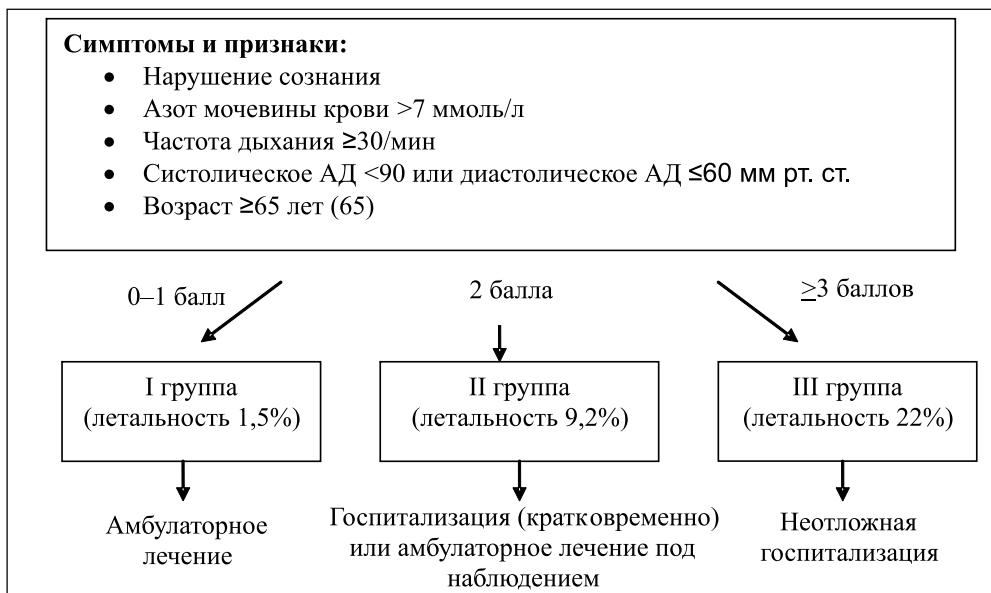 Симптомы и признаки:
• Нарушение сознания
• Азот мочевины крови >7 ммоль/л
• Частота дыхания ≥30/мин
• Систолическое АД <90 или диастолическое АД ≤60 мм рт. ст.
• Возраст ≥65 лет (65)
0–1 балл
2 балла
≥3 баллов
I группа
(летальность 1,5%)
II группа
(летальность 9,2%)
III группа
(летальность 22%)
Амбулаторное
лечение
Госпитализация (кратковременно)
или амбулаторное лечение под
наблюдением
Неотложная
госпитализация